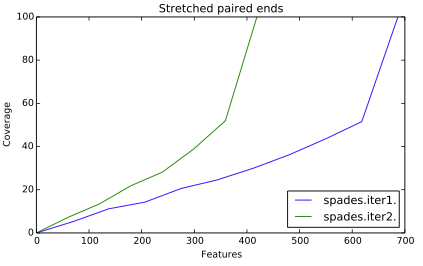 Stretched paired ends
100
80
60
40
20
0
Coverage
0 100 200 300 400 500 600 700
Features
spades.iter1.
spades.iter2.